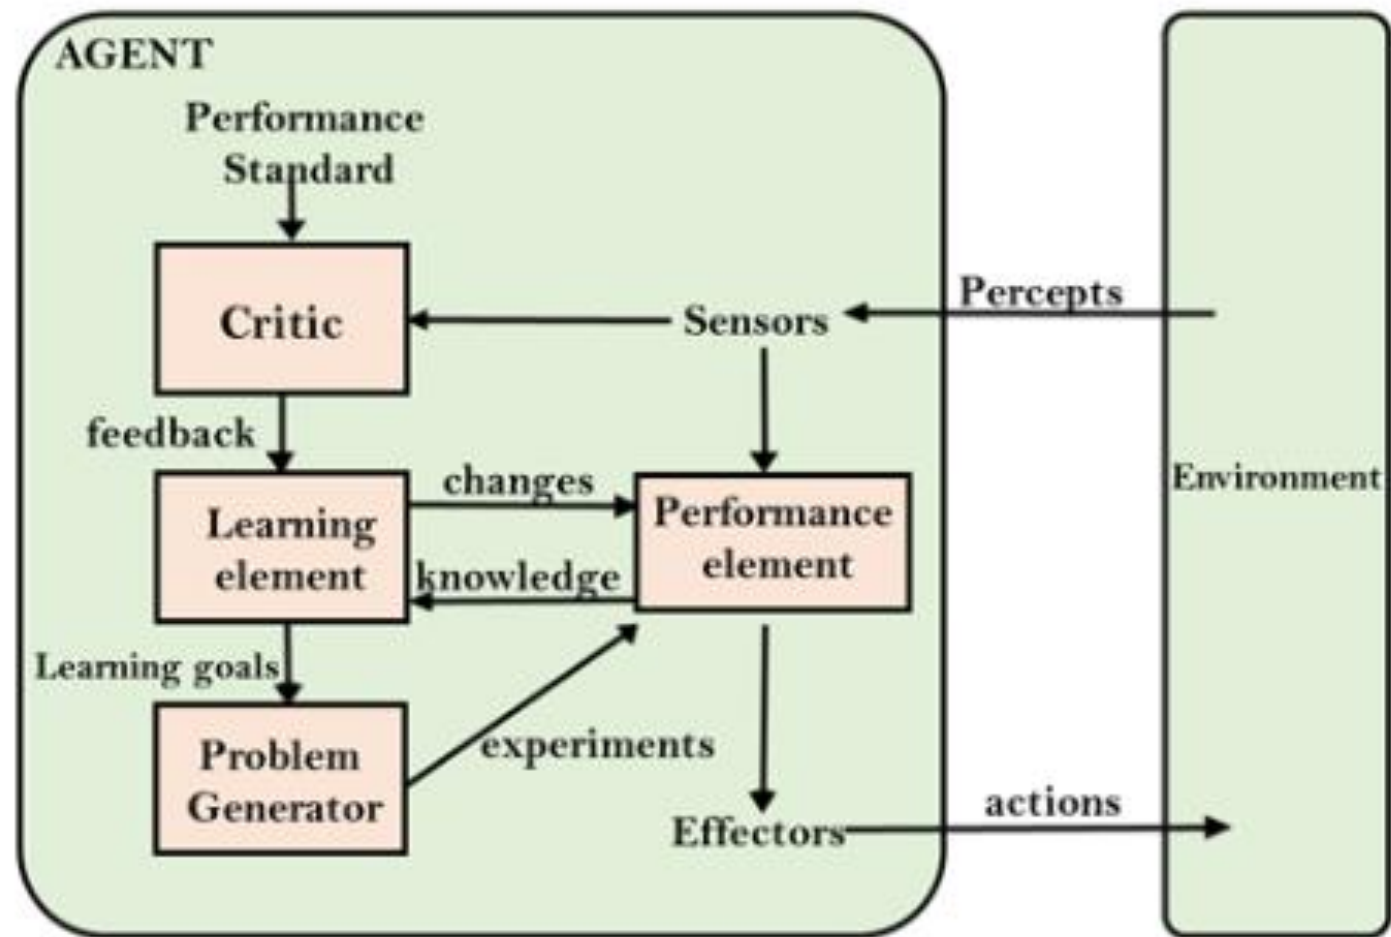 AGENT
Performance
Standard
Critic
Sensors
Percepts
feedback
changes
Learning
element
Performance
element
Environment
knowledge
Learning goals
Problem
Generator
experiments
Effectors
actions